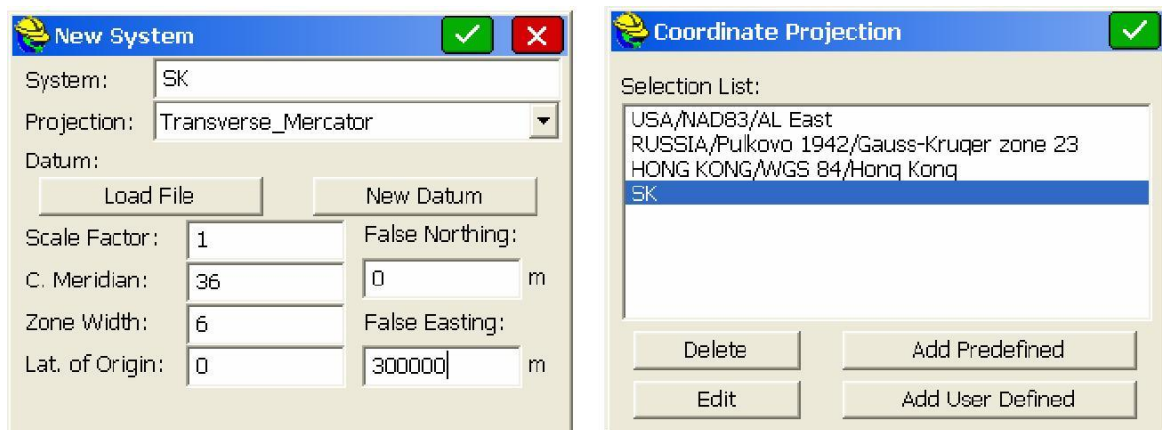 New System
System: SK
Projection: Transverse_Mercator
Datum:
Load File New Datum
Scale Factor: 1 False Northing:
C. Meridian: 36 0 m
Zone Width: 6 False Easting:
Lat. of Origin: 0 300000 m
Coordinate Projection
Selection List:
USA/NAD83/AL East
RUSSIA/Pulkovo 1942/Gauss-Kruger zone 23
HONG KONG/WGS 84/Hong Kong
SK
Delete Add Predefined
Edit Add User Defined